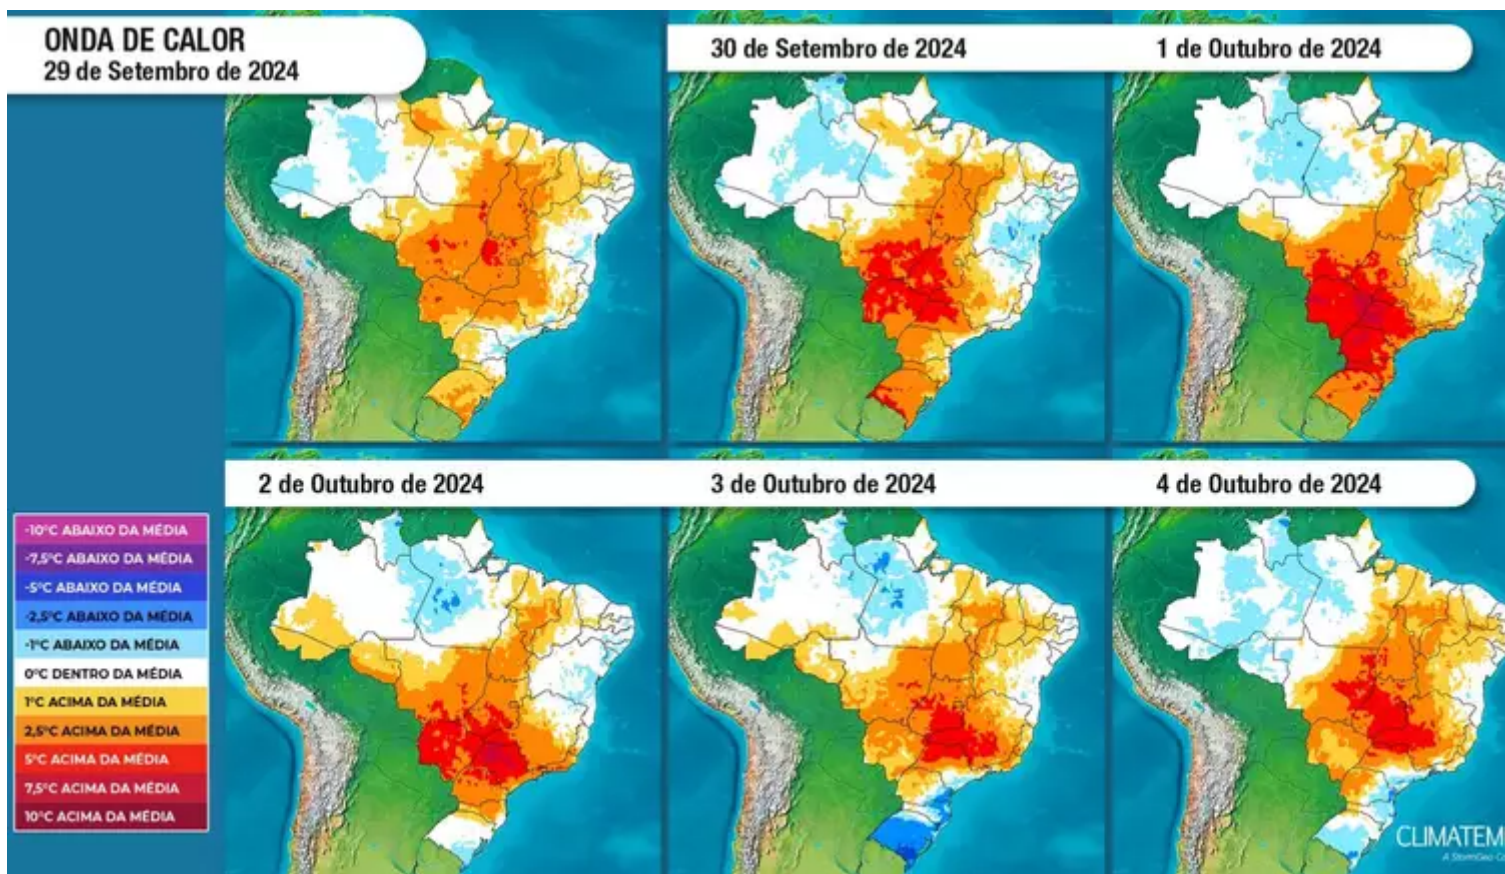 ONDA DE CALOR
29 de Setembro de 2024
30 de Setembro de 2024
1 de Outubro de 2024
2 de Outubro de 2024
3 de Outubro de 2024
4 de Outubro de 2024
-10°C ABAIXO DA MÉDIA
-7,5°C ABAIXO DA MÉDIA
-5°C ABAIXO DA MÉDIA
-2,5°C ABAIXO DA MÉDIA
-1°C ABAIXO DA MÉDIA
0°C DENTRO DA MÉDIA
1°C ACIMA DA MÉDIA
2,5°C ACIMA DA MÉDIA
5°C ACIMA DA MÉDIA
7,5°C ACIMA DA MÉDIA
10°C ACIMA DA MÉDIA
CLIMATEM
A StormGeo Co